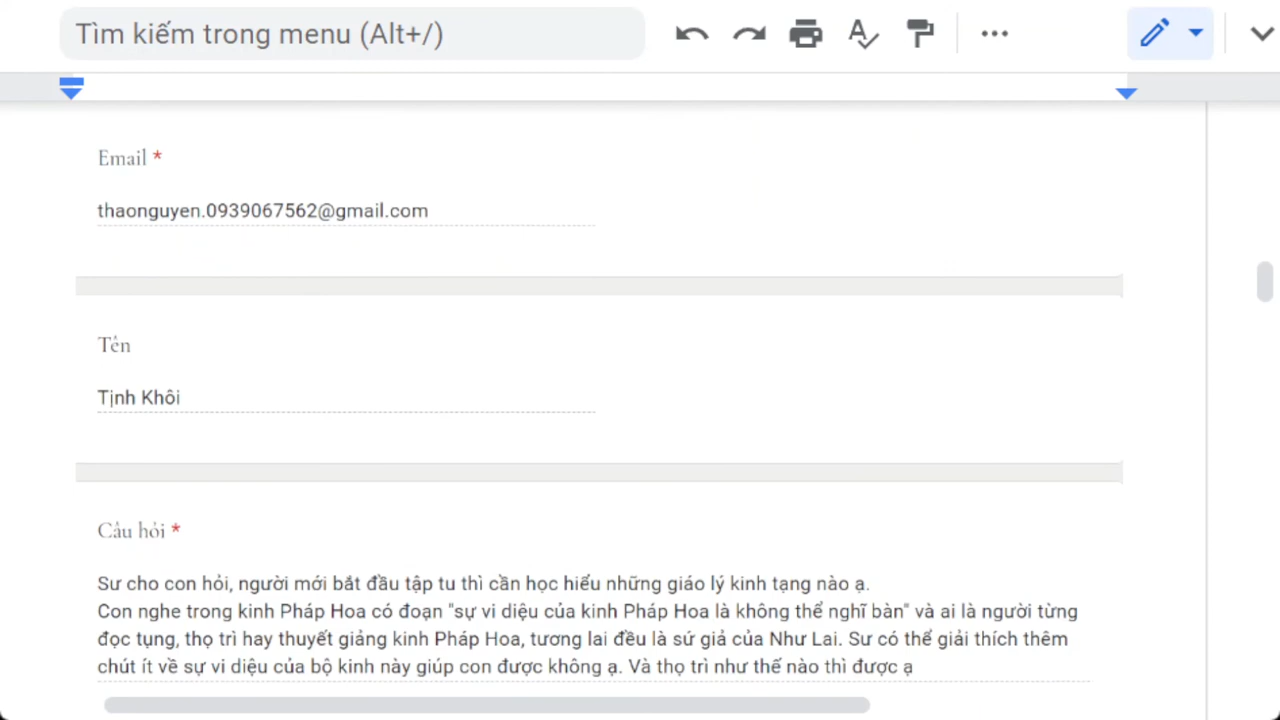 Tìm kiếm trong menu (Alt+/)
Email *
thaonguyen.0939067562@gmail.com
Tên
Tịnh Khôi
Câu hỏi *
Sư cho con hỏi, người mới bắt đầu tập tu thì cần học hiểu những giáo lý kinh tạng nào ạ.
Con nghe trong kinh Pháp Hoa có đoạn "sự vi diệu của kinh Pháp Hoa là không thể nghĩ bàn" và ai là người từng
đọc tụng, thọ trì hay thuyết giảng kinh Pháp Hoa, tương lai đều là sứ giả của Như Lai. Sư có thể giải thích thêm
chút ít về sự vi diệu của bộ kinh này giúp con được không ạ. Và thọ trì như thế nào thì được ạ